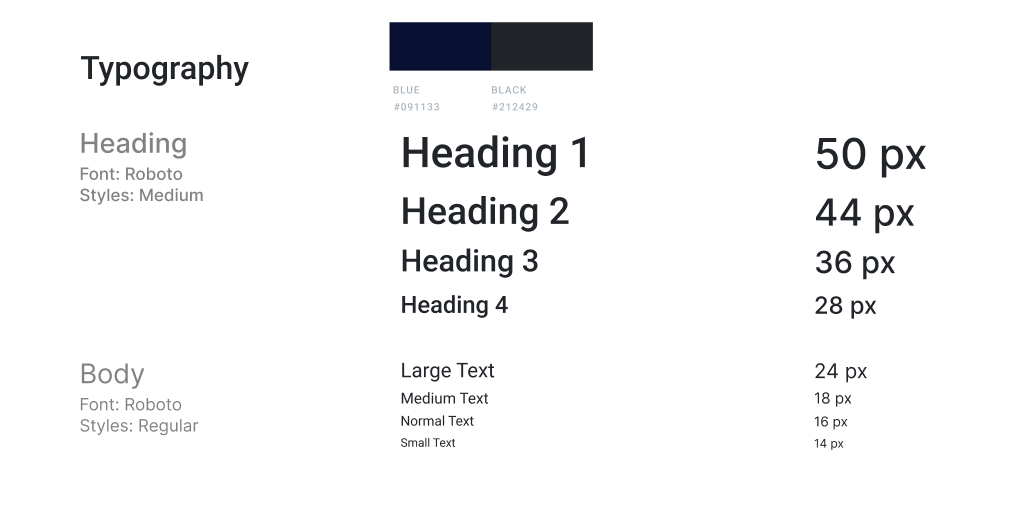 Typography
BLUE BLACK
#091133 #212429
Heading
Font: Roboto
Styles: Medium
Heading 1 50 px
Heading 2 44 px
Heading 3 36 px
Heading 4 28 px
Body
Font: Roboto
Styles: Regular
Large Text 24 px
Medium Text 18 px
Normal Text 16 px
Small Text 14 px